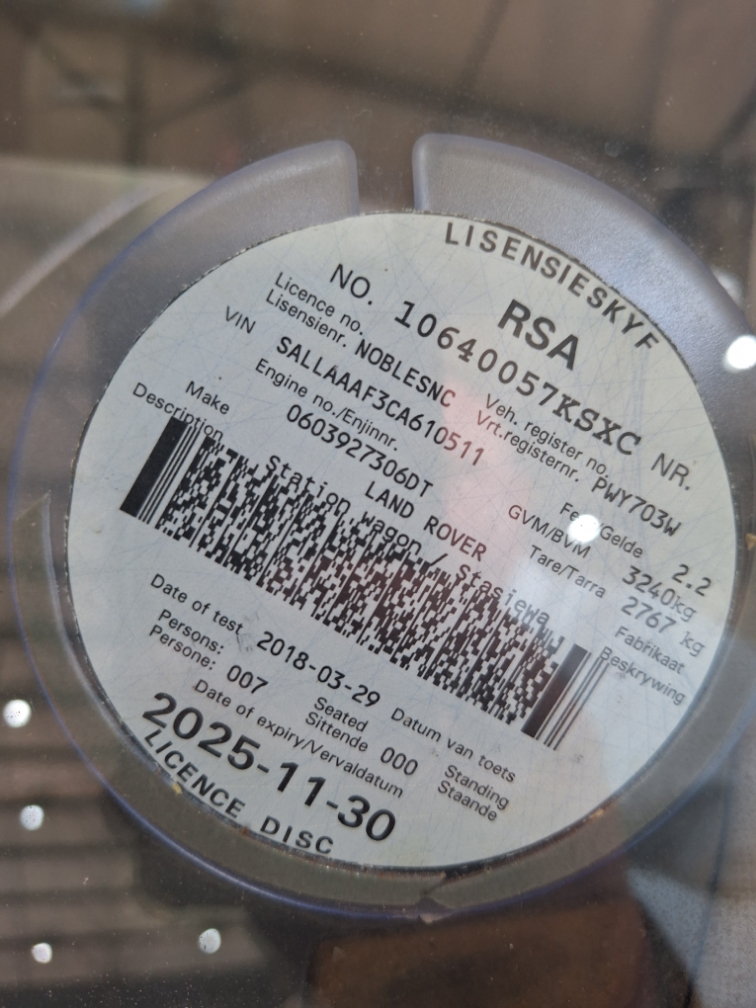 LISENSIESKYF
RSA
NO. 10640057KSXC NR.
Licence no. NOBLESNC Veh. register no. PWY703W
Lisensienr. Vrt.registernr.
VIN SALLAAAF3CA610511 Fees/Gelde 2.2
Engine no./Enjinnr. GVM/BVM 3240kg
0603927306DT Tare/Tarra 2767 kg
Make LAND ROVER Fabrikaat
Description Station wagon / Stasiewa Beskrywing
Date of test 2018-03-29 Datum van toets
Persons: 007 Seated 000 Standing
Persone: Sittende Staande
Date of expiry/Vervaldatum
2025-11-30
LICENCE DISC